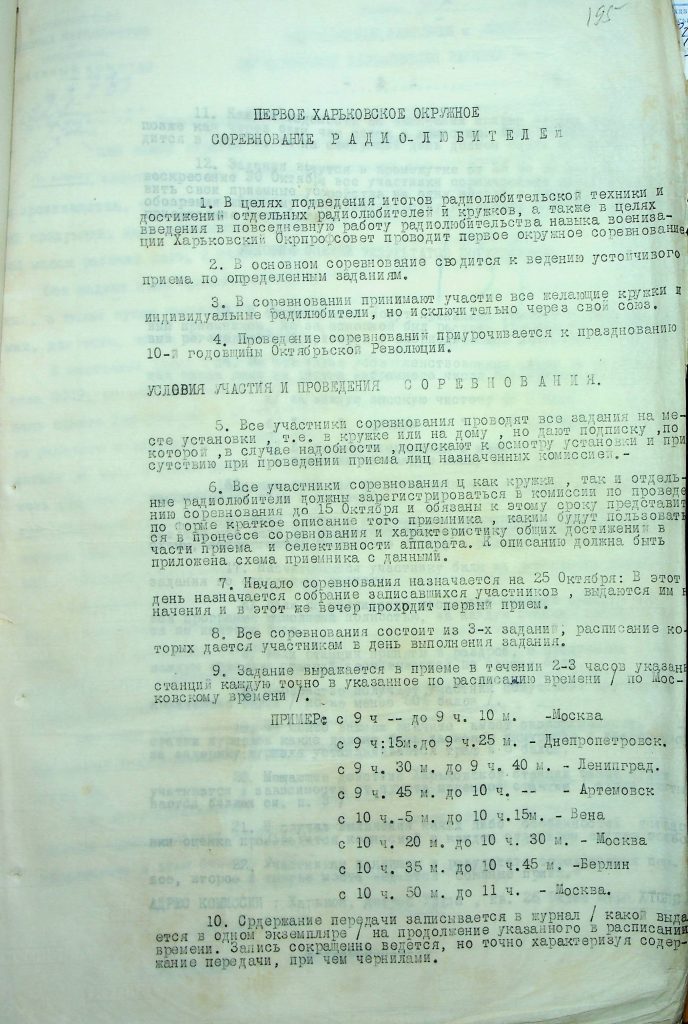 195
ПЕРВОЕ ХАРЬКОВСКОЕ ОКРУЖНОЕ
СОРЕВНОВАНИЕ Р А Д И О - Л Ю Б И Т Е Л Е Й
1. В целях подведения итогов радиолюбительской техники и
достижений отдельных радиолюбителей и кружков, а также в целях
введения в повседневную работу радиолюбительства навыка военнза-
ции Харьковский Окрпрофсовет проводит первое окружное соревнование
2. В основном соревнование сводится к ведению устойчивого
приема по определенным заданиям.
3. В соревновании принимают участие все желающие кружки и
индивидуальные радилюбители, но исключительно через свой союз.
4. Проведение соревнований приурочивается к празднованию
10-й годовщины Октябрьской Революции.
УСЛОВИЯ УЧАСТИЯ И ПРОВЕДЕНИЯ С О Р Е В Н О В А Н И Я.
5. Все участники соревнования проводят все задания на ме-
сте установки , т.е. в кружке или на дому , но дают подписку ,по
которой ,в случае надобности ,допускают к осмотру установки и при
сутствию при проведении приема лиц назначенных комиссией.-
6. Все участники соревнования ц как кружки , так и отдель-
ные радиолюбители должны зарегистрироваться в комиссии по проведе
нию соревнования до 15 Октября и обязаны к этому сроку представит
по форме краткое описание того приемника , каким будут пользовать
ся в процессе соревнования и характеристику общих достижений в
части приема и селективности аппарата. К описанию должна быть
приложена схема приемника с данными.
7. Начало соревнования назначается на 25 Октября: В этот
день назначается собрание записавшихся участников , выдаются им
начения и в этот же вечер проходит первый прием.
8. Все соревнования состоит из 3-х заданий, расписание ко-
торых дается участникам в день выполнения задания.
9. Задание выражается в приеме в течении 2-3 часов указан
станций каждую точно в указанное по расписанию времени / по Мос-
ковскому времени /.
ПРИМЕР: с 9 ч -- до 9 ч. 10 м. -Москва
с 9 ч:15м.до 9 ч.25 м. - Днепропетровск.
с 9 ч. 30 м. до 9 ч. 40 м. - Ленинград.
с 9 ч. 45 м. до 10 ч. -- - Артемовск
с 10 ч.-5 м. до 10 ч.15м. - Вена
с 10 ч. 20 м. до 10 ч. 30 м. - Москва
с 10 ч. 35 м. до 10 ч.45 м. -Берлин
с 10 ч. 50 м. до 11 ч. - Москва.
10. Срдержание передачи записывается в журнал / какой выда
ется в одном экземпляре / на продолжение указанного в расписании
времени. Запись сокращенно ведется, но точно характеризуя содер-
жание передачи, при чем чернилами.